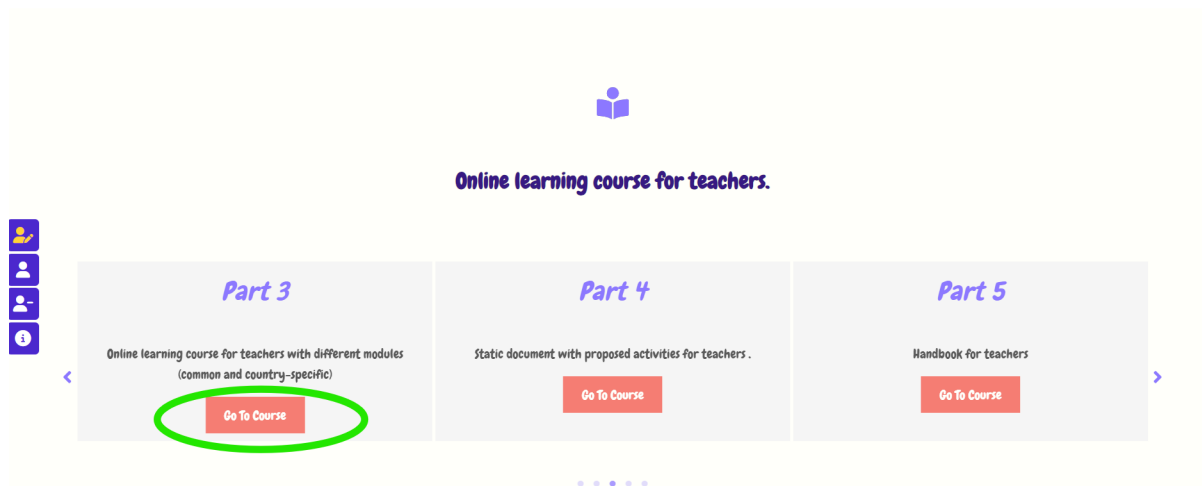 Online learning course for teachers.
Part 3
Online learning course for teachers with different modules
(common and country-specific)
Go To Course
Part 4
Static document with proposed activities for teachers .
Go To Course
Part 5
Handbook for teachers
Go To Course